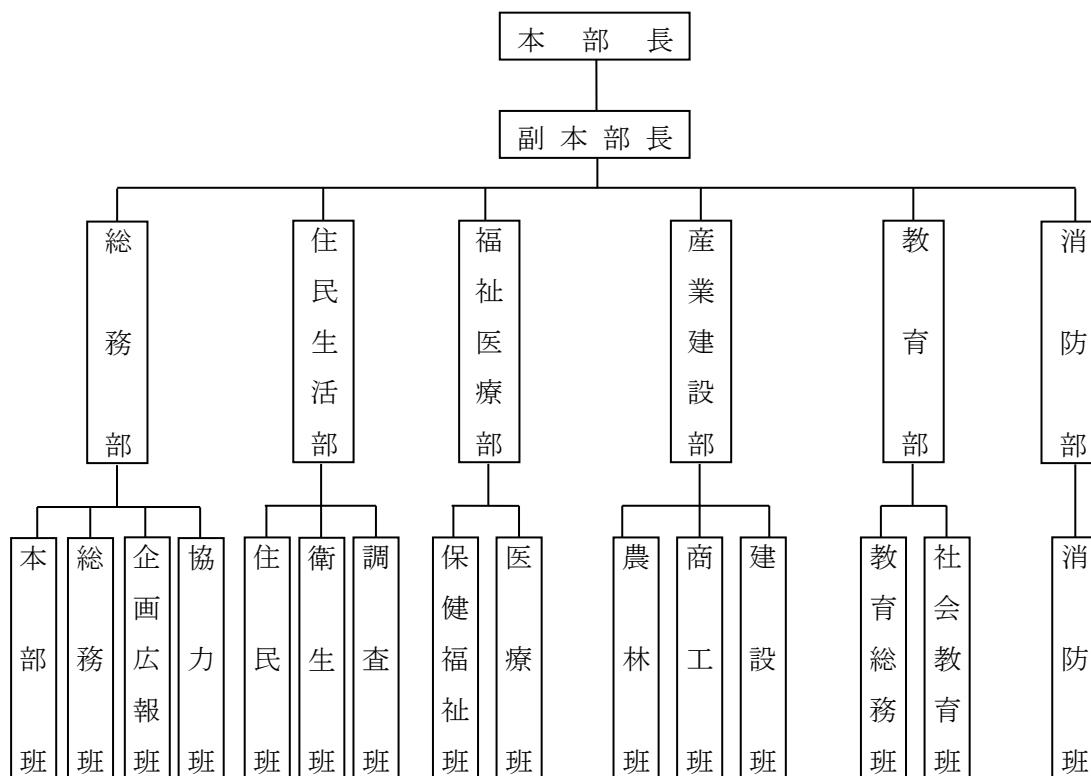 本部長
副本部長
総務部
住民生活部
福祉医療部
産業建設部
教育部
消防部
本部班
総務班
企画広報班
協力班
住民班
衛生班
調査班
保健福祉班
医療班
農林班
商工班
建設班
教育総務班
社会教育班
消防班